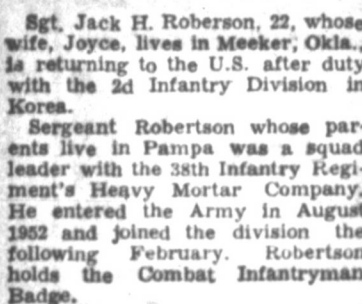 Sgt. Jack H. Roberson, 22, whose
wife, Joyce, lives in Meeker, Okla.,
is returning to the U.S. after duty
with the 2d Infantry Division in
Korea.
Sergeant Robertson whose par-
ents live in Pampa was a squad
leader with the 38th Infantry Regi-
ment's Heavy Mortar Company.
He entered the Army in August
1952 and joined the division the
following February. Robertson
holds the Combat Infantryman
Badge.